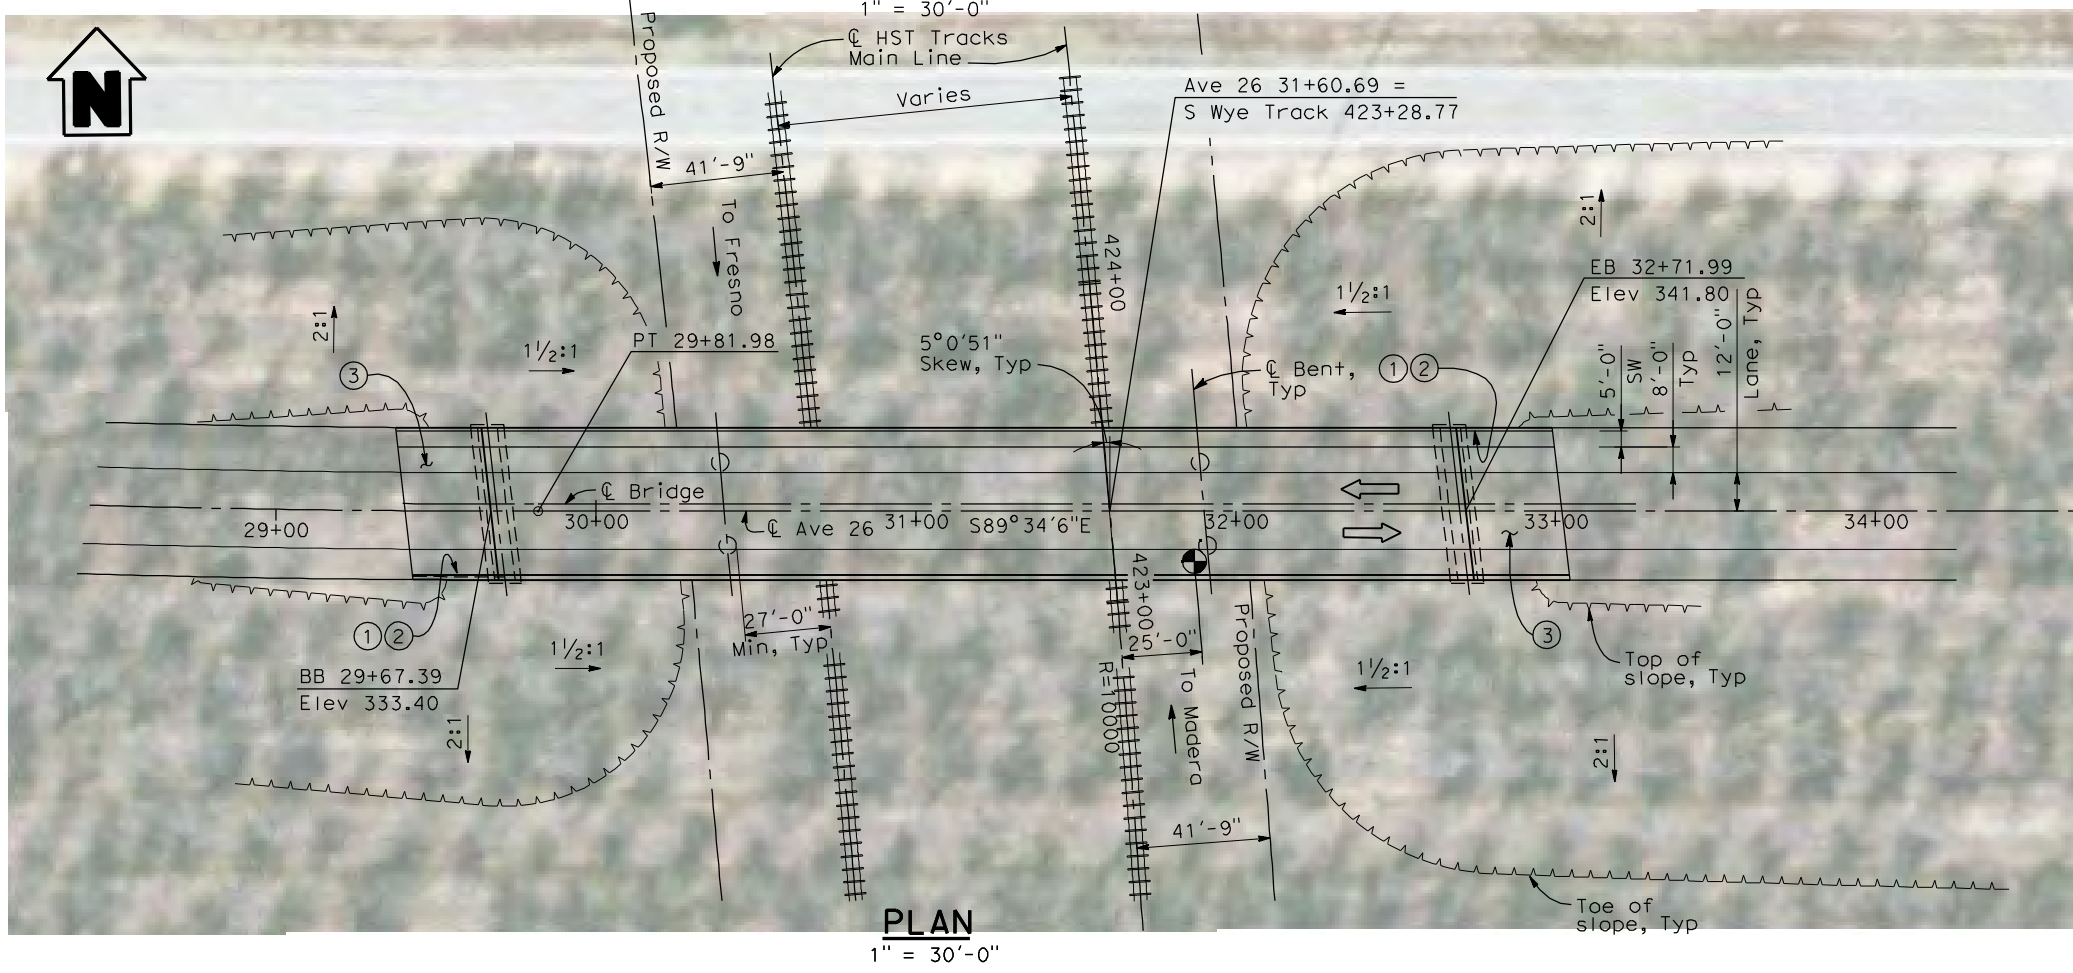 1" = 30'-0"
N
Proposed R/W
℄ HST Tracks
Main Line
Varies
Ave 26 31+60.69 =
S Wye Track 423+28.77
41'-9"
To Fresno
424+00
2:1
EB 32+71.99
Elev 341.80
1½:1
2:1
PT 29+81.98
1½:1
5°0'51"
Skew, Typ
℄ Bent,
Typ
1 2
5'-0"
SW
8'-0"
Typ
12'-0"
Lane, Typ
3
℄ Bridge
29+00
30+00
℄ Ave 26
31+00
S89°34'6"E
32+00
33+00
34+00
423+00
27'-0"
Min, Typ
25'-0"
Proposed R/W
1 2
3
1½:1
1½:1
Top of
slope, Typ
BB 29+67.39
Elev 333.40
R=10000
To Madera
2:1
2:1
41'-9"
Toe of
slope, Typ
PLAN
1" = 30'-0"